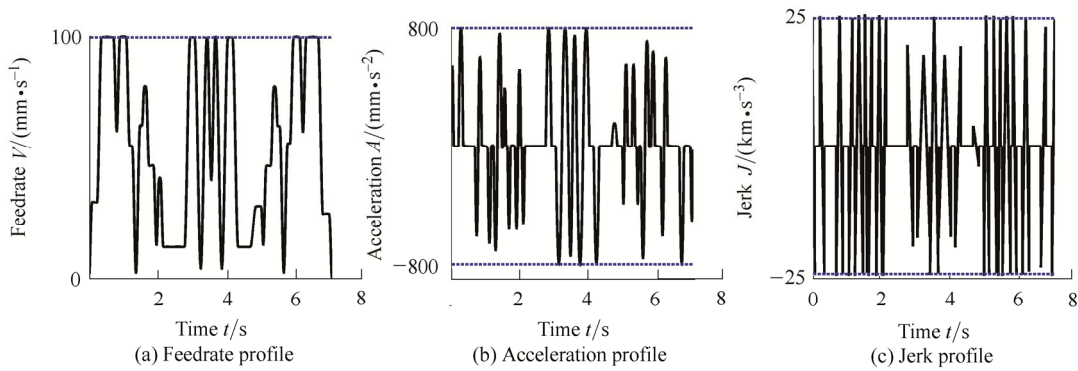 100
0
2
4
6
8
Feedrate V/(mm•s⁻¹)
Time t/s
(a) Feedrate profile
800
−800
2
4
6
8
Acceleration A/(mm•s⁻²)
Time t/s
(b) Acceleration profile
25
−25
0
2
4
6
8
Jerk J/(km•s⁻³)
Time t/s
(c) Jerk profile